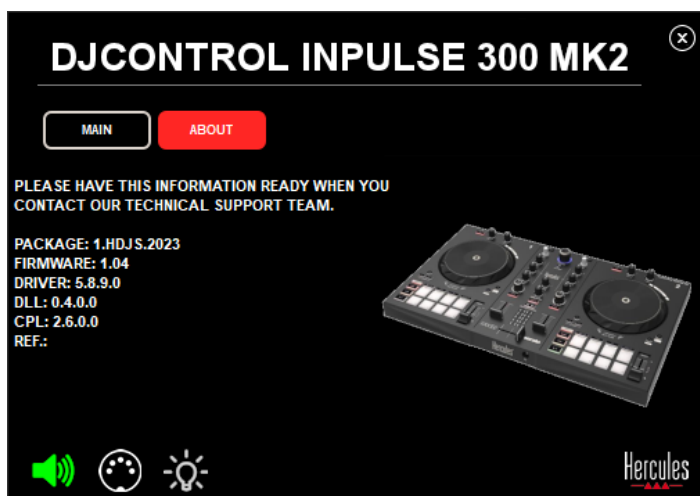 DJCONTROL INPULSE 300 MK2
MAIN
ABOUT
PLEASE HAVE THIS INFORMATION READY WHEN YOU
CONTACT OUR TECHNICAL SUPPORT TEAM.
PACKAGE: 1.HDJS.2023
FIRMWARE: 1.04
DRIVER: 5.8.9.0
DLL: 0.4.0.0
CPL: 2.6.0.0
REF.:
Hercules
Hercules